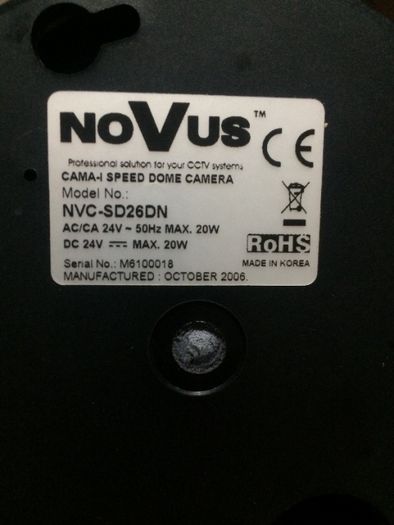 NOVUS™
CE
Professional solution for your CCTV systems
CAMA-I SPEED DOME CAMERA
Model No.:
NVC-SD26DN
AC/CA 24V ~ 50Hz MAX. 20W
DC 24V ⎓ MAX. 20W
RoHS
Serial No.: M6100018
MADE IN KOREA
MANUFACTURED : OCTOBER 2006.